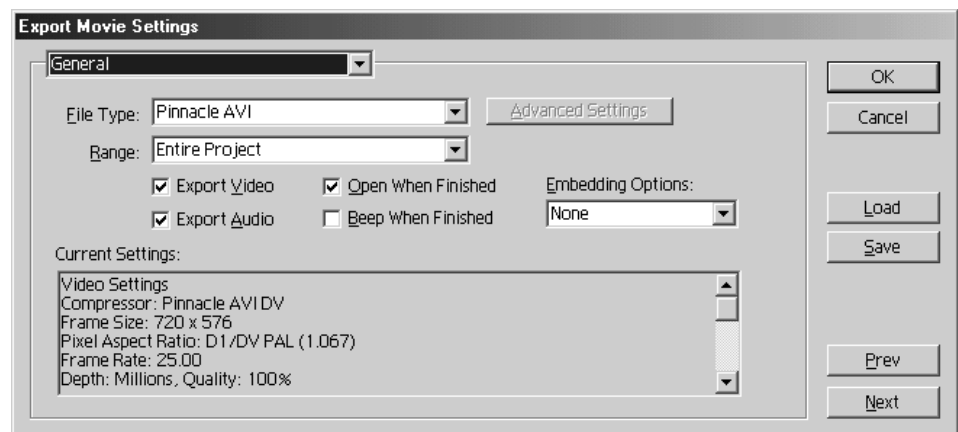 Export Movie Settings
General
OK
File Type: Pinnacle AVI
Advanced Settings
Cancel
Range: Entire Project
Export Video
Open When Finished
Embedding Options:
Export Audio
Beep When Finished
None
Load
Save
Current Settings:
Video Settings
Compressor: Pinnacle AVI DV
Frame Size: 720 x 576
Pixel Aspect Ratio: D1/DV PAL (1.067)
Frame Rate: 25.00
Depth: Millions, Quality: 100%
Prev
Next